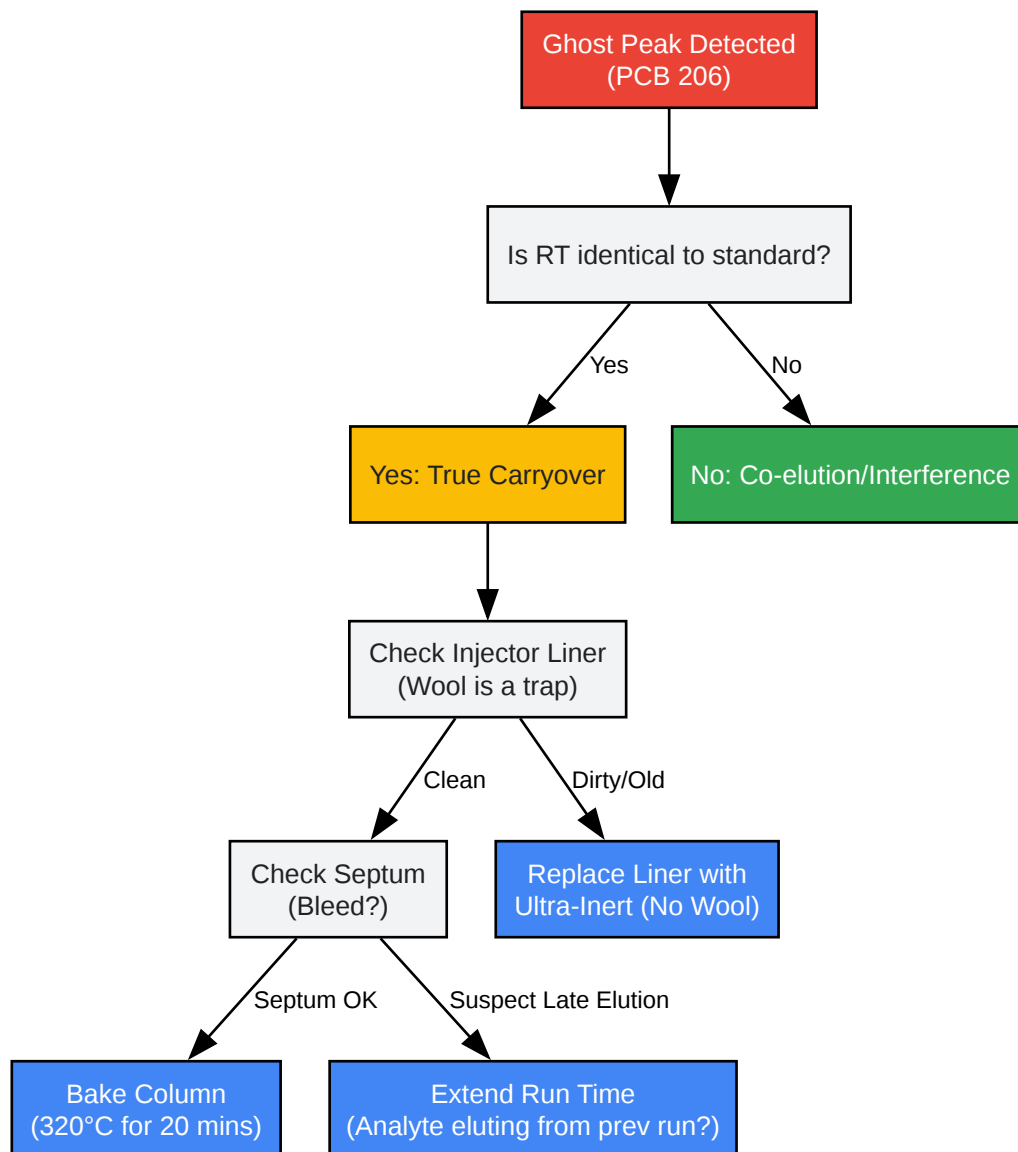 Ghost Peak Detected
(PCB 206)
Is RT identical to standard?
Yes
No
Yes: True Carryover
No: Co-elution/Interference
Check Injector Liner
(Wool is a trap)
Clean
Dirty/Old
Check Septum
(Bleed?)
Replace Liner with
Ultra-Inert (No Wool)
Septum OK
Suspect Late Elution
Bake Column
(320°C for 20 mins)
Extend Run Time
(Analyte eluting from prev run?)